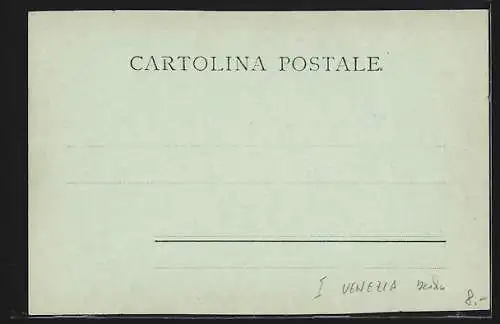 CARTOLINA POSTALE.
I VENEZIA
8.-